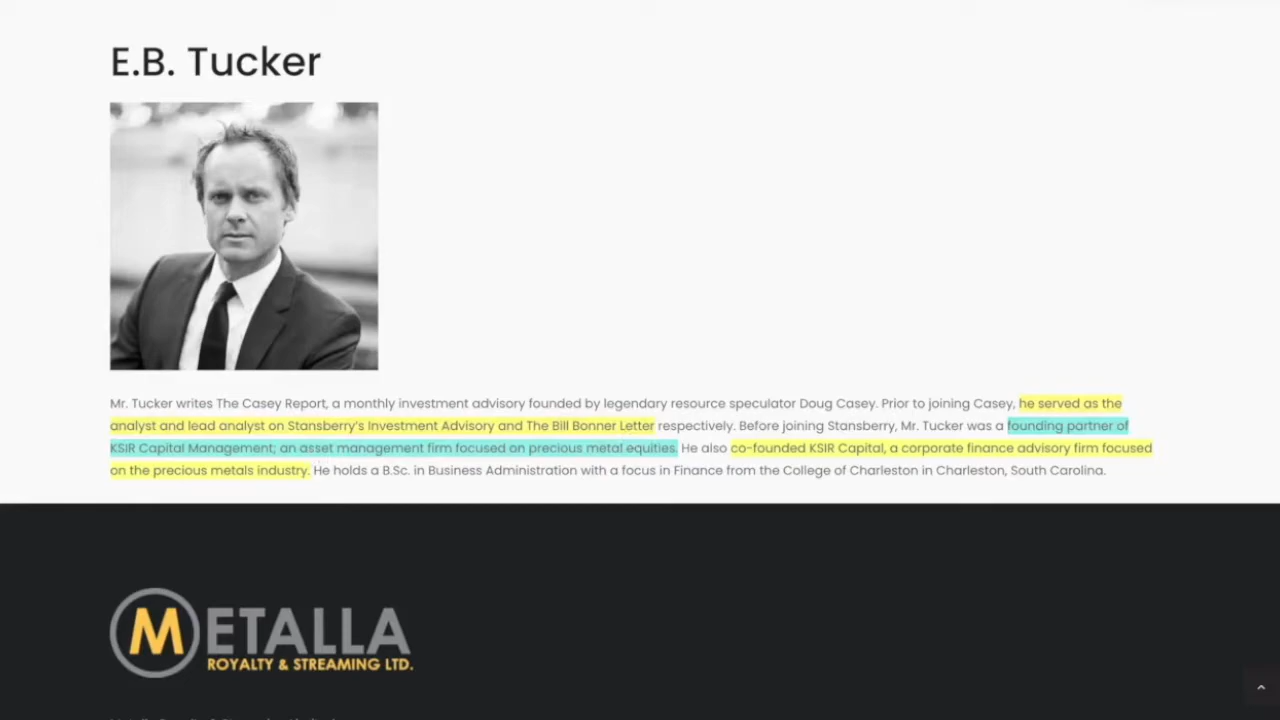 E.B. Tucker
Mr. Tucker writes The Casey Report, a monthly investment advisory founded by legendary resource speculator Doug Casey. Prior to joining Casey, he served as the
analyst and lead analyst on Stansberry's Investment Advisory and The Bill Bonner Letter respectively. Before joining Stansberry, Mr. Tucker was a founding partner of
KSIR Capital Management; an asset management firm focused on precious metal equities. He also co-founded KSIR Capital, a corporate finance advisory firm focused
on the precious metals industry. He holds a B.Sc. in Business Administration with a focus in Finance from the College of Charleston in Charleston, South Carolina.
METALLA
ROYALTY & STREAMING LTD.